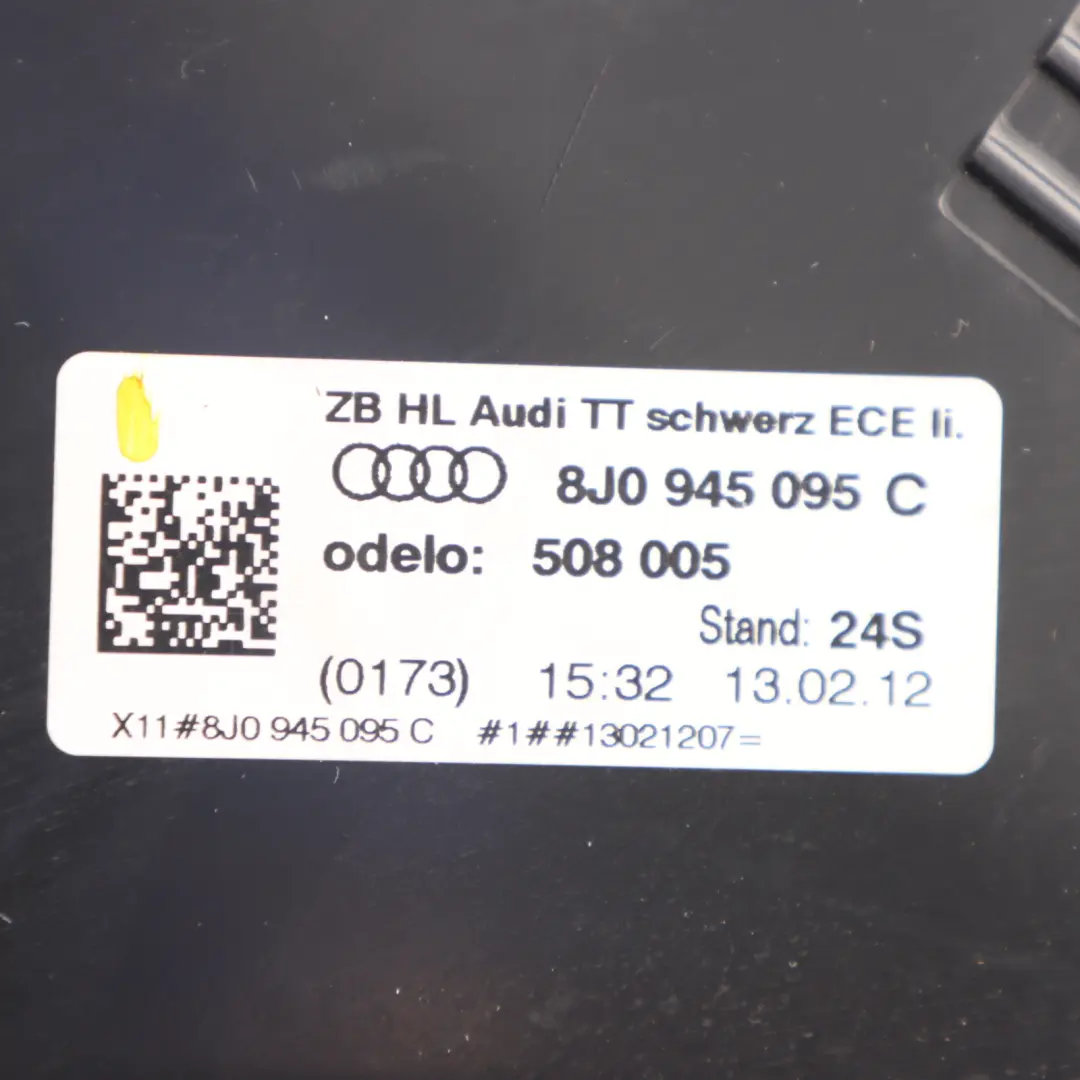 ZB HL Audi TT schwerz ECE li.
8J0 945 095 C
odelo: 508 005
Stand: 24S
(0173) 15:32 13.02.12
X11#8J0 945 095 C #1##13021207=